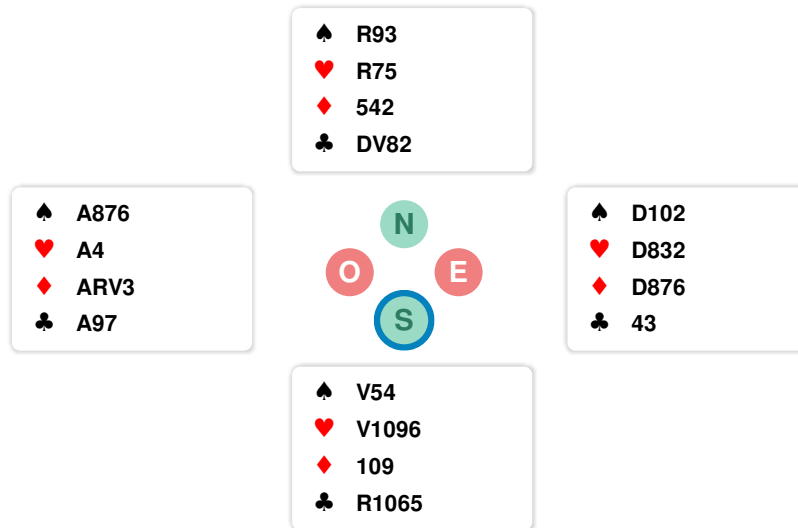 ♠ R93
♥ R75
♦ 542
♣ DV82
♠ A876
♥ A4
♦ ARV3
♣ A97
N
O E
S
♠ D102
♥ D832
♦ D876
♣ 43
♠ V54
♥ V1096
♦ 109
♣ R1065